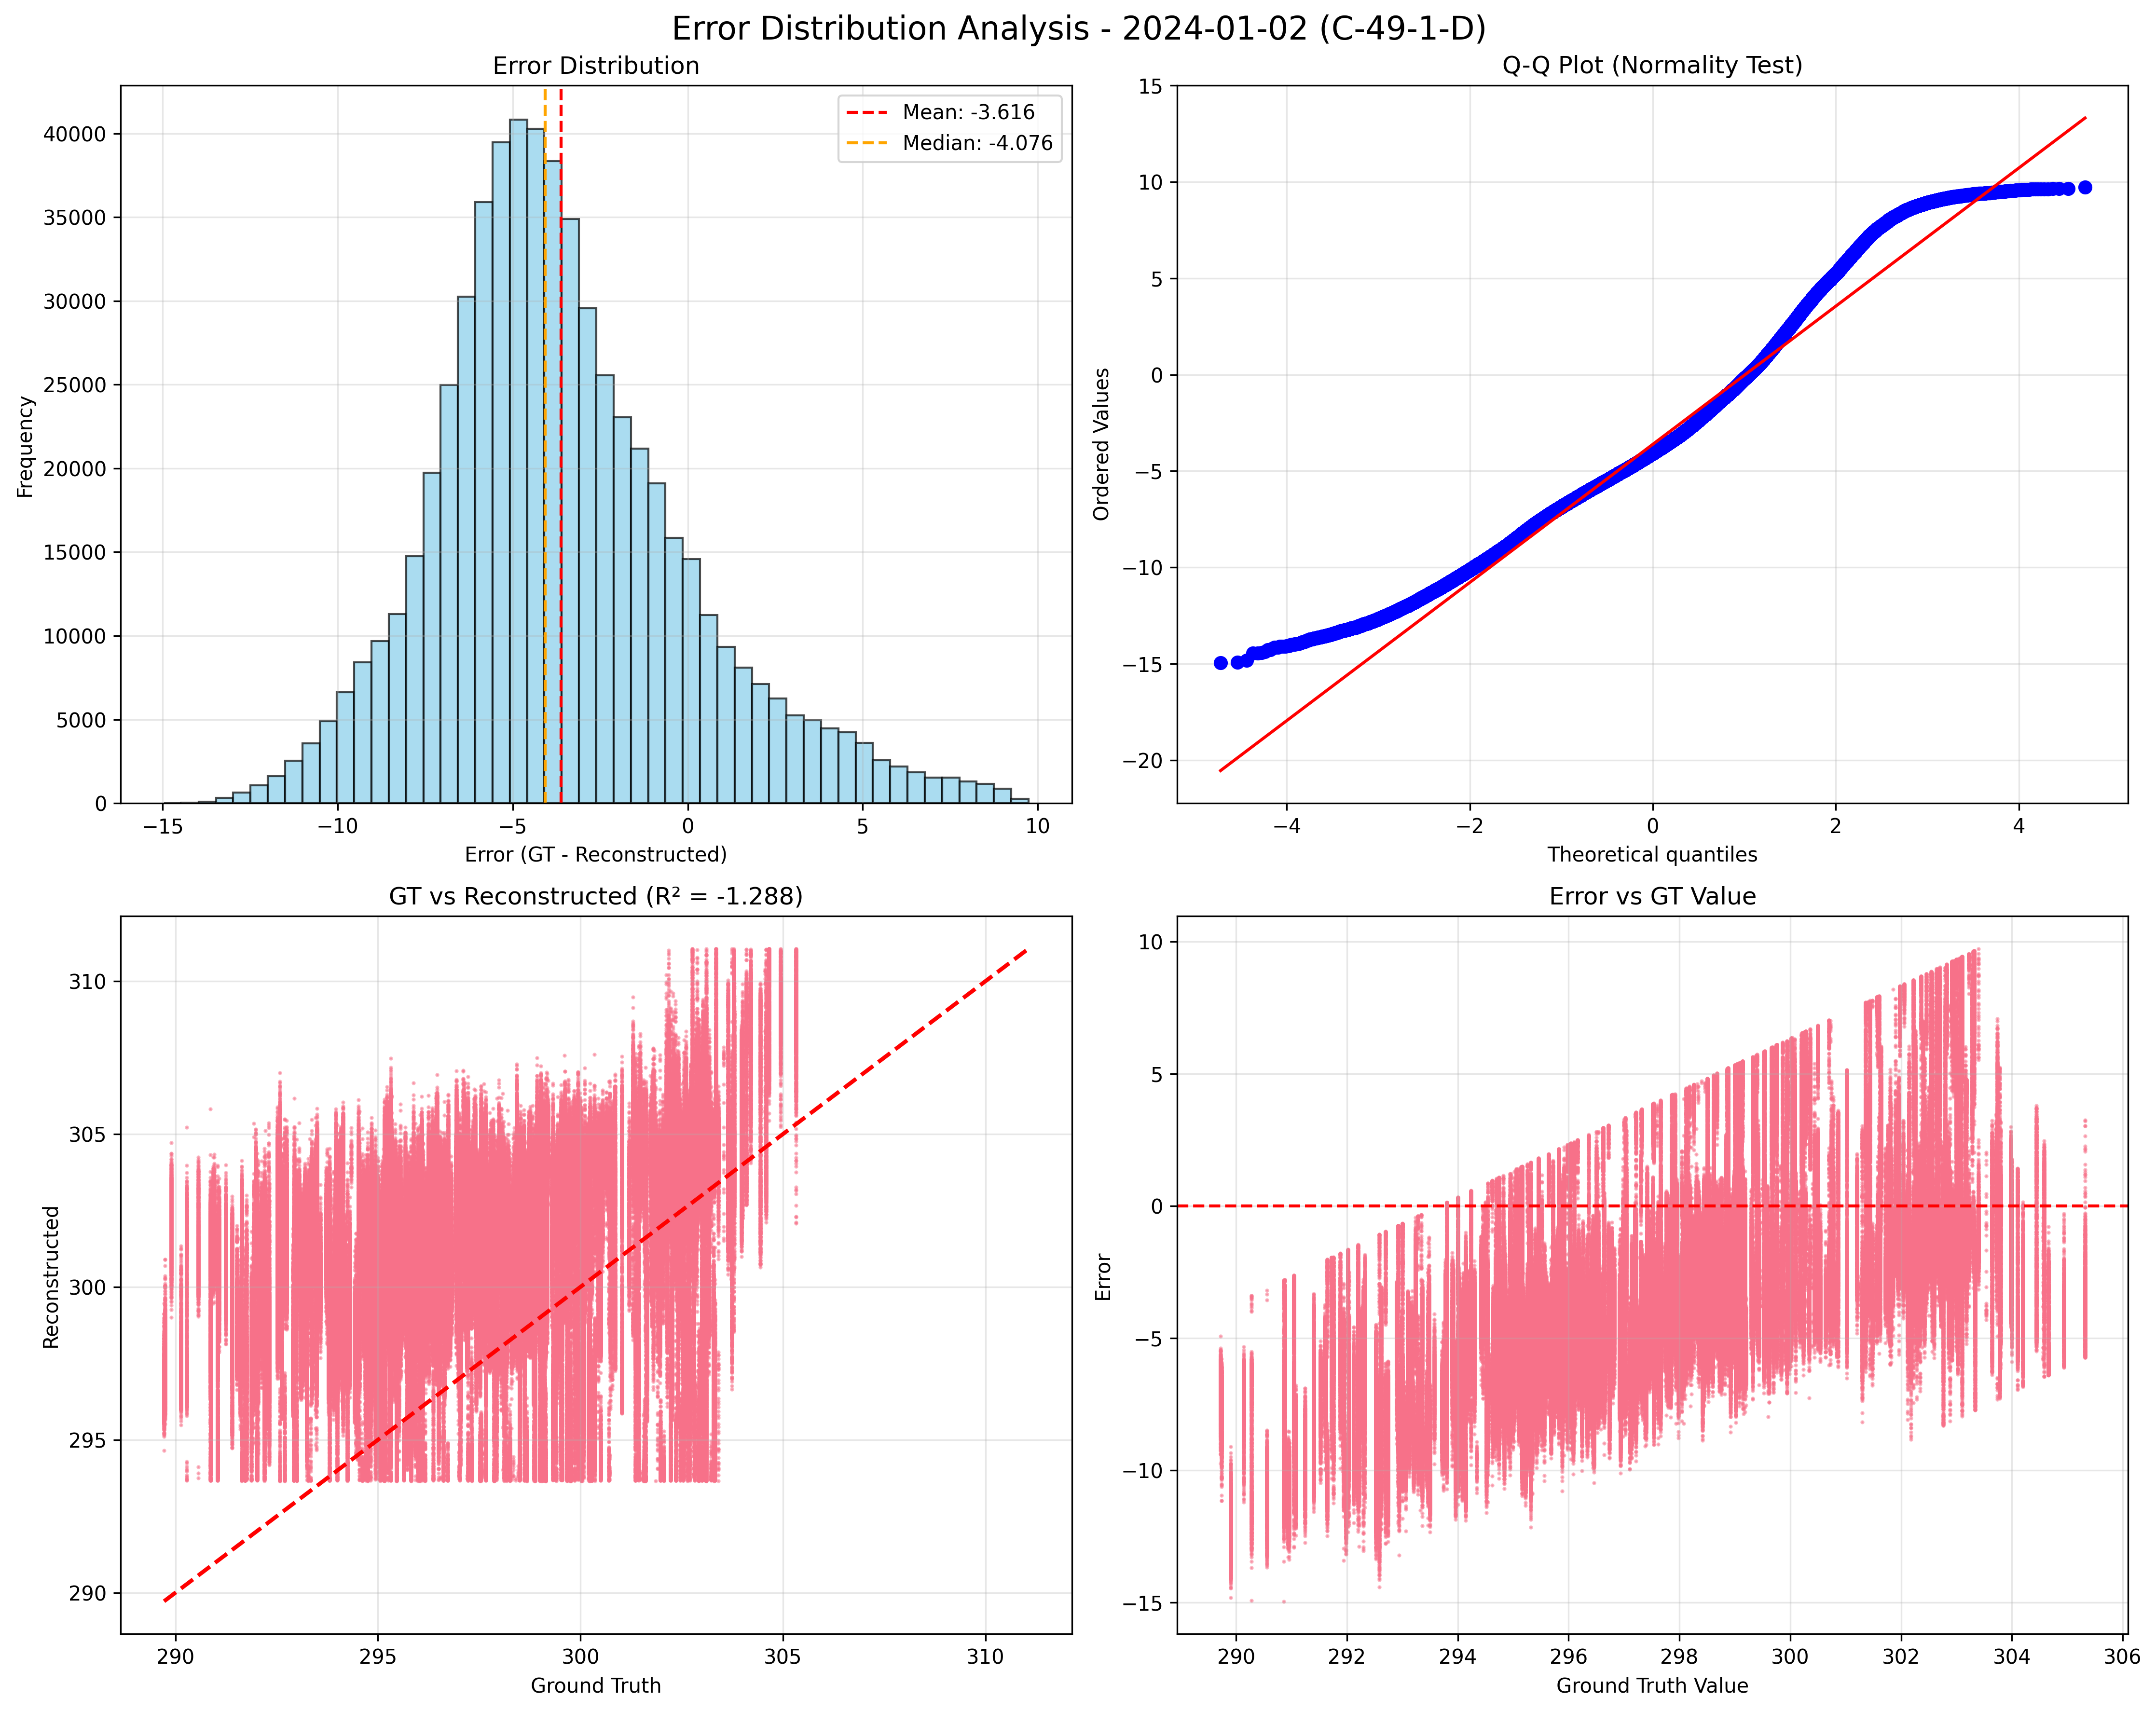 Error Distribution Analysis - 2024-01-02 (C-49-1-D)
Error Distribution
Mean: -3.616
Median: -4.076
Frequency
40000
35000
30000
25000
20000
15000
10000
5000
0
−15 −10 −5 0 5 10
Error (GT - Reconstructed)
Q-Q Plot (Normality Test)
Ordered Values
15
10
5
0
−5
−10
−15
−20
−4 −2 0 2 4
Theoretical quantiles
GT vs Reconstructed (R² = -1.288)
Reconstructed
310
305
300
295
290
290 295 300 305 310
Ground Truth
Error vs GT Value
Error
10
5
0
−5
−10
−15
290 292 294 296 298 300 302 304 306
Ground Truth Value